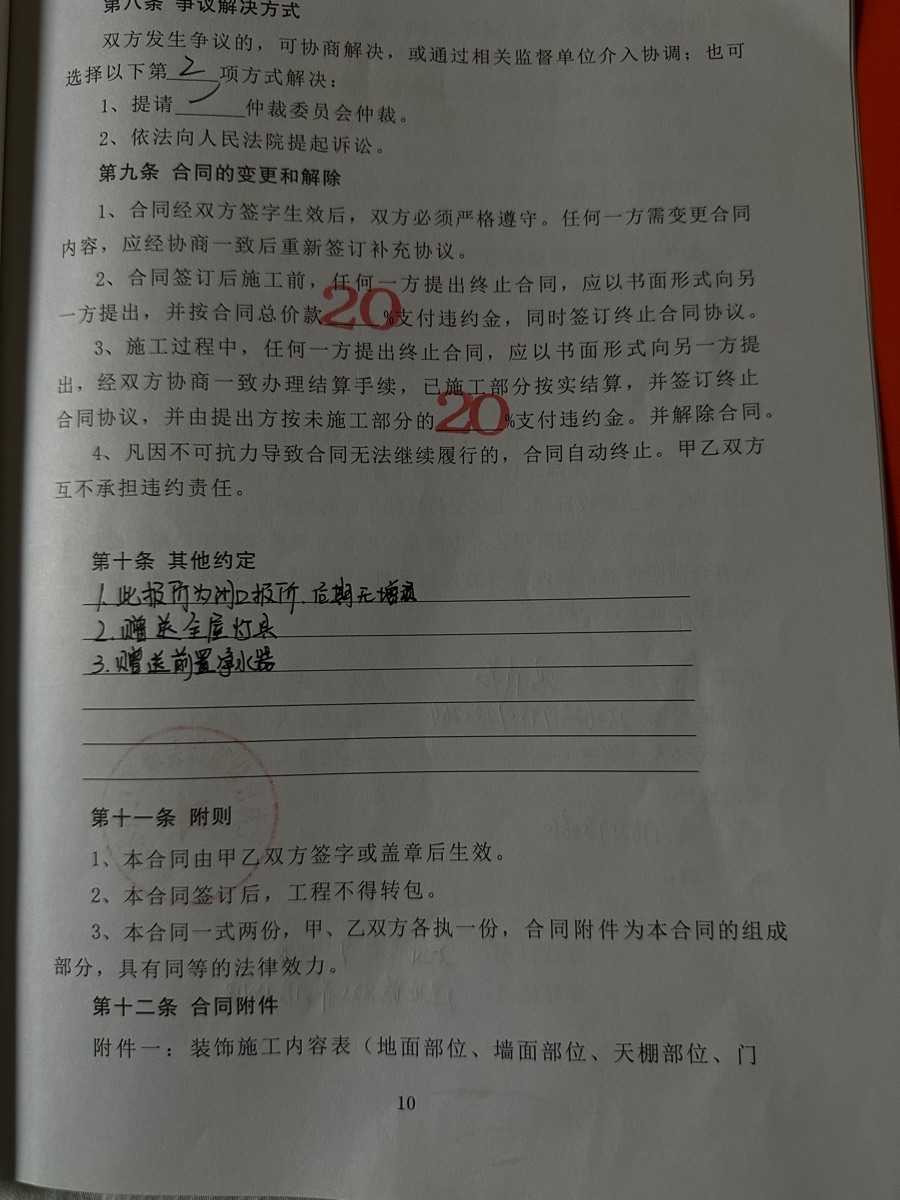 第八条 争议解决方式
双方发生争议的，可协商解决，或通过相关监督单位介入协调；也可
选择以下第 2 项方式解决：
1、提请______仲裁委员会仲裁。
2、依法向人民法院提起诉讼。
第九条 合同的变更和解除
1、合同经双方签字生效后，双方必须严格遵守。任何一方需变更合同
内容，应经协商一致后重新签订补充协议。
2、合同签订后施工前，任何一方提出终止合同，应以书面形式向另
一方提出，并按合同总价款 20 %支付违约金，同时签订终止合同协议。
3、施工过程中，任何一方提出终止合同，应以书面形式向另一方提
出，经双方协商一致办理结算手续，已施工部分按实结算，并签订终止
合同协议，并由提出方按未施工部分的 20 %支付违约金。并解除合同。
4、凡因不可抗力导致合同无法继续履行的，合同自动终止。甲乙双方
互不承担违约责任。
第十条 其他约定
1.此报价为闭口报价.后期无增项
2.赠送全屋灯具
3.赠送前置净水器
第十一条 附则
1、本合同由甲乙双方签字或盖章后生效。
2、本合同签订后，工程不得转包。
3、本合同一式两份，甲、乙双方各执一份，合同附件为本合同的组成
部分，具有同等的法律效力。
第十二条 合同附件
附件一：装饰施工内容表（地面部位、墙面部位、天棚部位、门
10